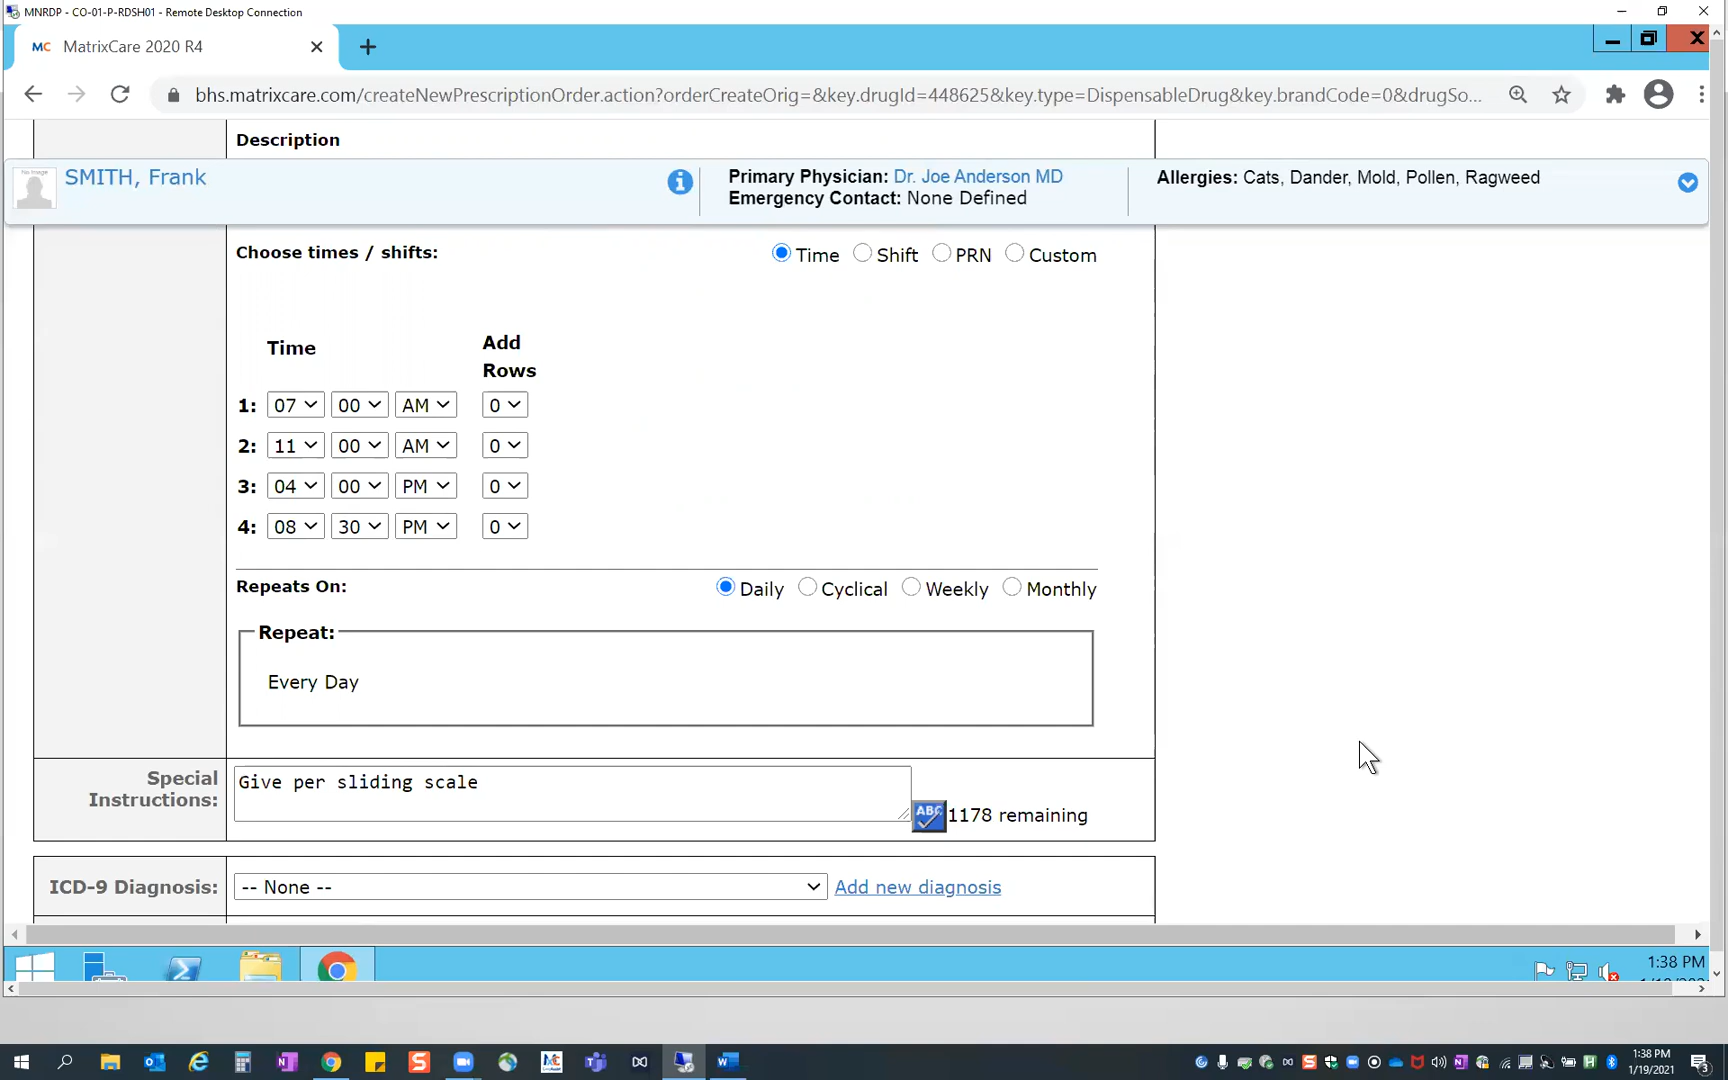 MNRDP - CO-01-P-RDSH01 - Remote Desktop Connection
MC MatrixCare 2020 R4
bhs.matrixcare.com/createNewPrescriptionOrder.action?orderCreateOrig=&key.drugId=448625&key.type=DispensableDrug&key.brandCode=0&drugSo...
Description
No Image
SMITH, Frank
Primary Physician: Dr. Joe Anderson MD
Emergency Contact: None Defined
Allergies: Cats, Dander, Mold, Pollen, Ragweed
Choose times / shifts:
Time Shift PRN Custom
Time Add Rows
1: 07 00 AM 0
2: 11 00 AM 0
3: 04 00 PM 0
4: 08 30 PM 0
Repeats On:
Daily Cyclical Weekly Monthly
Repeat:
Every Day
Special Instructions:
Give per sliding scale
ABC 1178 remaining
ICD-9 Diagnosis: -- None -- Add new diagnosis
1:38 PM
1:38 PM
1/19/2021
3